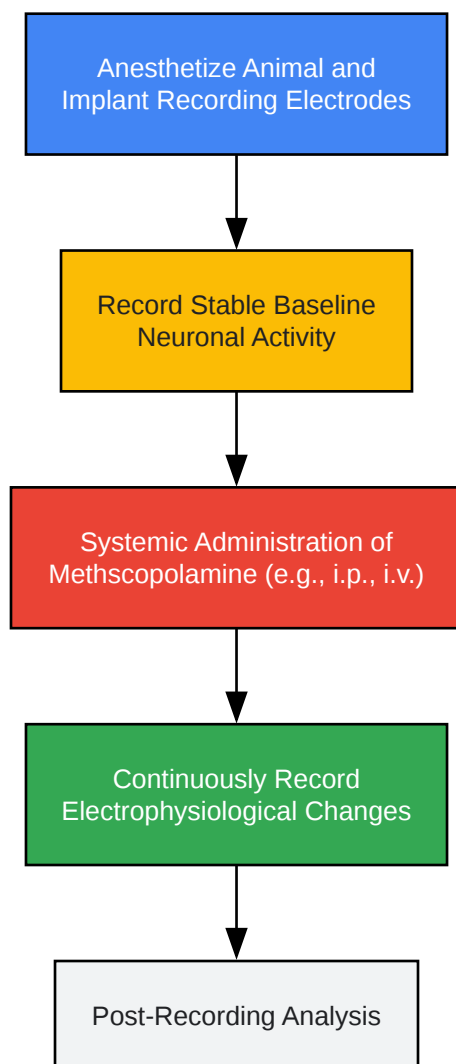 Anesthetize Animal and
Implant Recording Electrodes
Record Stable Baseline
Neuronal Activity
Systemic Administration of
Methscopolamine (e.g., i.p., i.v.)
Continuously Record
Electrophysiological Changes
Post-Recording Analysis